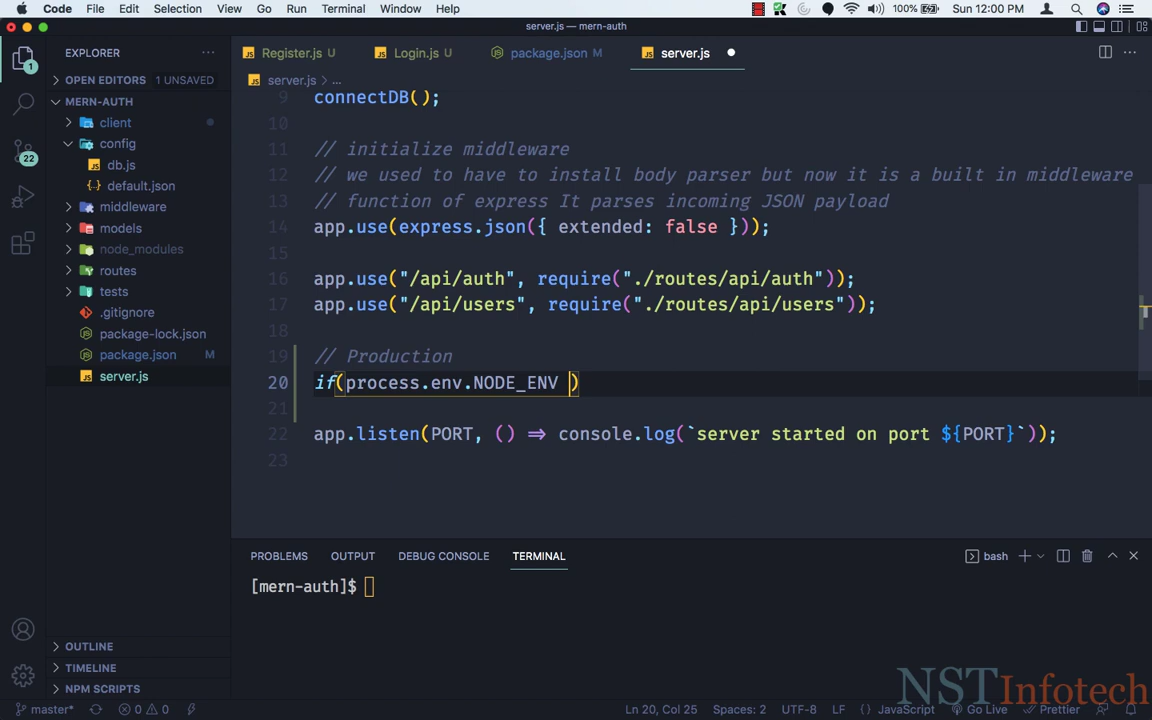 Code File Edit Selection View Go Run Terminal Window Help 100% Sun 12:00 PM
server.js — mern-auth
EXPLORER ···
Register.js U Login.js U package.json M server.js
OPEN EDITORS 1 UNSAVED
server.js > ...
MERN-AUTH
client
config
db.js
default.json
middleware
models
node_modules
routes
tests
.gitignore
package-lock.json
package.json M
server.js
1
22
9 connectDB();
10
11 // initialize middleware
12 // we used to have to install body parser but now it is a built in middleware
13 // function of express It parses incoming JSON payload
14 app.use(express.json({ extended: false }));
15
16 app.use("/api/auth", require("./routes/api/auth"));
17 app.use("/api/users", require("./routes/api/users"));
18
19 // Production
20 if(process.env.NODE_ENV )
21
22 app.listen(PORT, () => console.log(`server started on port ${PORT}`));
23
PROBLEMS OUTPUT DEBUG CONSOLE TERMINAL bash
[mern-auth]$
OUTLINE
TIMELINE
NPM SCRIPTS
NSTInfotech
master* 0 0 Ln 20, Col 25 Spaces: 2 UTF-8 LF {} JavaScript Go Live Prettier